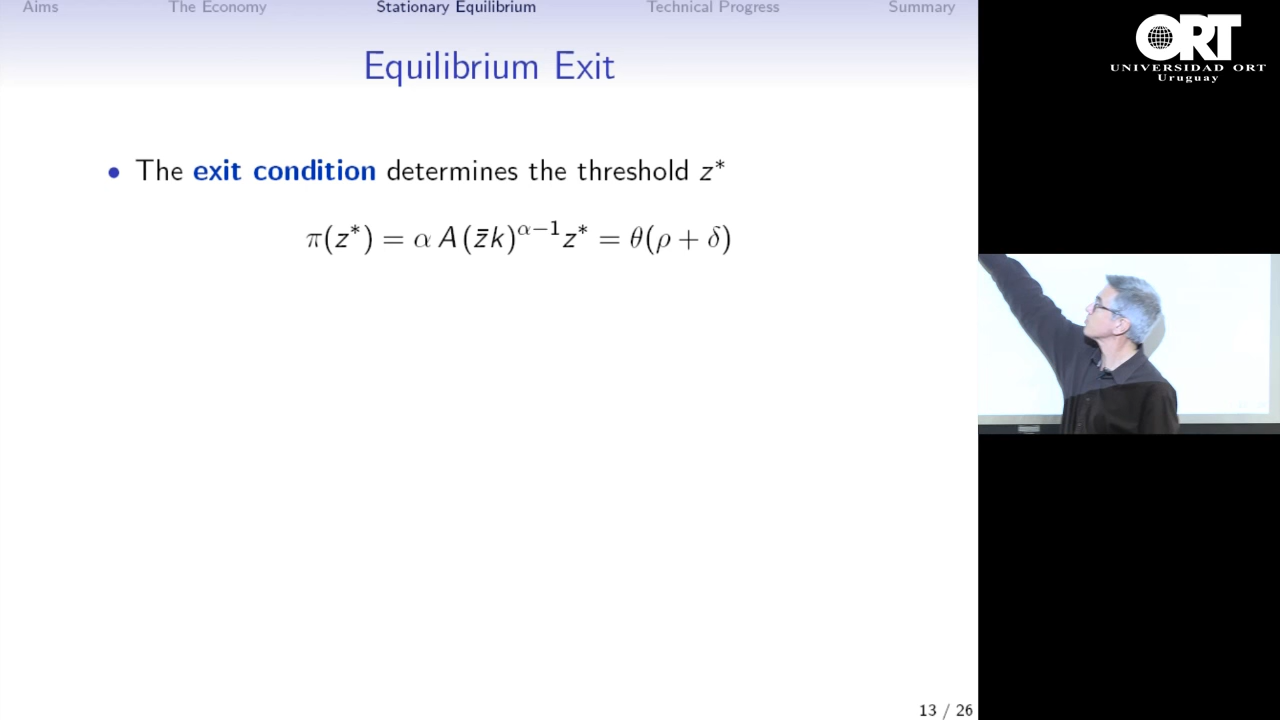 Aims The Economy Stationary Equilibrium Technical Progress Summary
Equilibrium Exit
• The exit condition determines the threshold z*
π(z*) = α A(z̄k)^{α−1}z* = θ(ρ + δ)
13 / 26
ORT
UNIVERSIDAD ORT
Uruguay